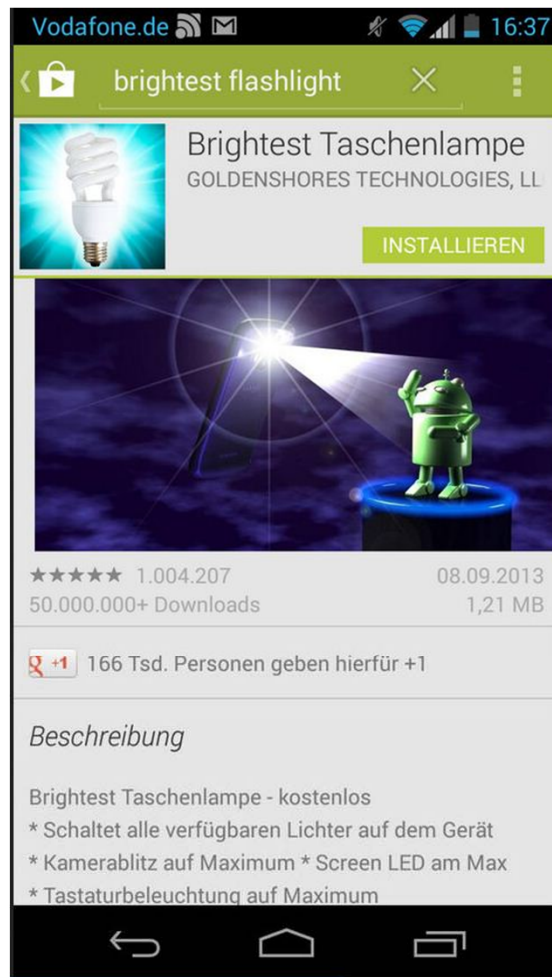 Vodafone.de 16:37
brightest flashlight
Brightest Taschenlampe
GOLDENSHORES TECHNOLOGIES, LL
INSTALLIEREN
★★★★★ 1.004.207 08.09.2013
50.000.000+ Downloads 1,21 MB
g +1 166 Tsd. Personen geben hierfür +1
Beschreibung
Brightest Taschenlampe - kostenlos
* Schaltet alle verfügbaren Lichter auf dem Gerät
* Kamerablitz auf Maximum * Screen LED am Max
* Tastaturbeleuchtung auf Maximum